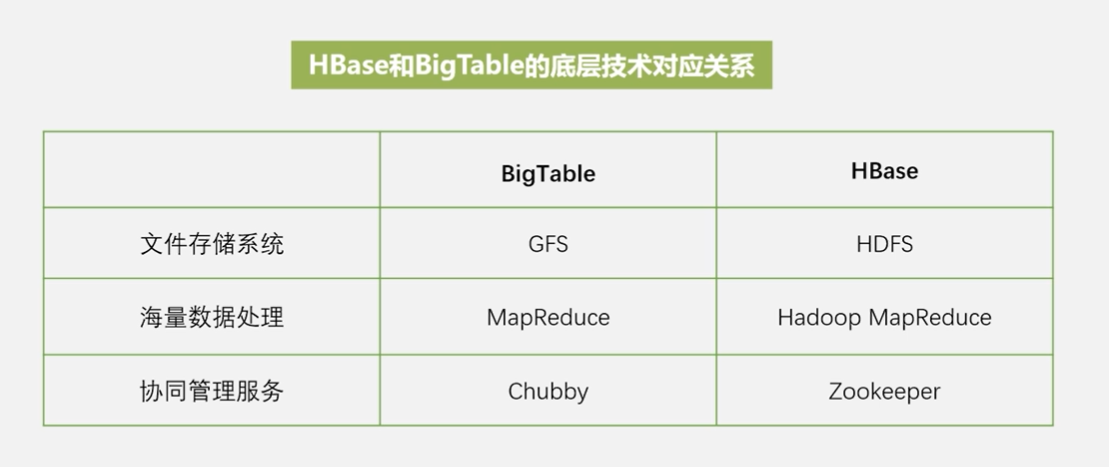 HBase和BigTable的底层技术对应关系
BigTable HBase
文件存储系统 GFS HDFS
海量数据处理 MapReduce Hadoop MapReduce
协同管理服务 Chubby Zookeeper